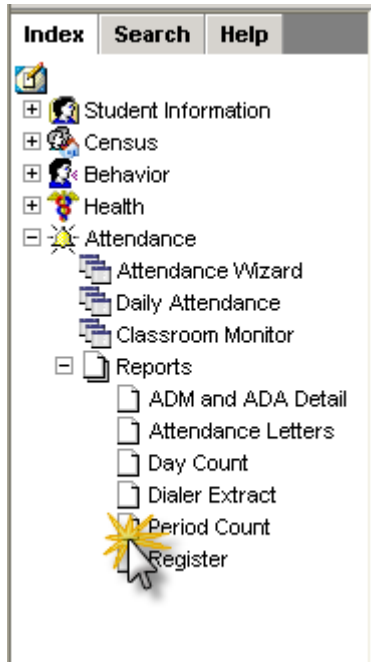 Index Search Help
Student Information
Census
Behavior
Health
Attendance
Attendance Wizard
Daily Attendance
Classroom Monitor
Reports
ADM and ADA Detail
Attendance Letters
Day Count
Dialer Extract
Period Count
Register